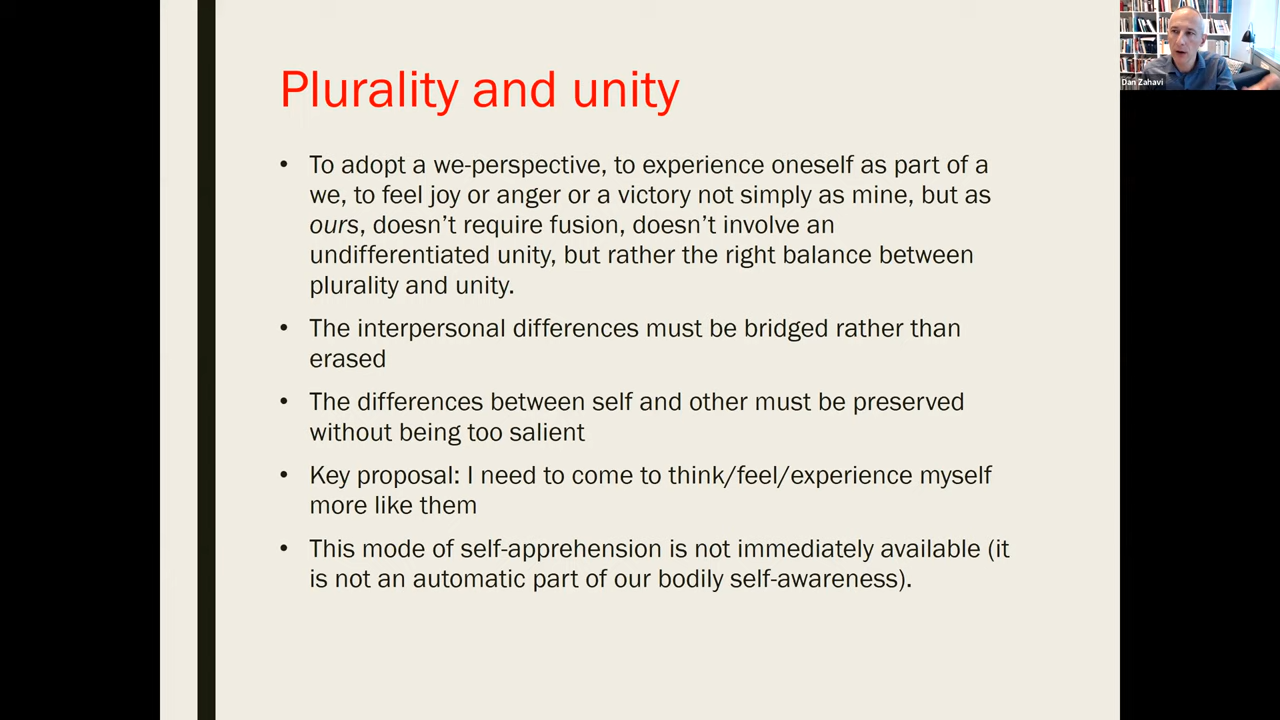 Plurality and unity
• To adopt a we-perspective, to experience oneself as part of a
we, to feel joy or anger or a victory not simply as mine, but as
ours, doesn’t require fusion, doesn’t involve an
undifferentiated unity, but rather the right balance between
plurality and unity.
• The interpersonal differences must be bridged rather than
erased
• The differences between self and other must be preserved
without being too salient
• Key proposal: I need to come to think/feel/experience myself
more like them
• This mode of self-apprehension is not immediately available (it
is not an automatic part of our bodily self-awareness).
Dan Zahavi